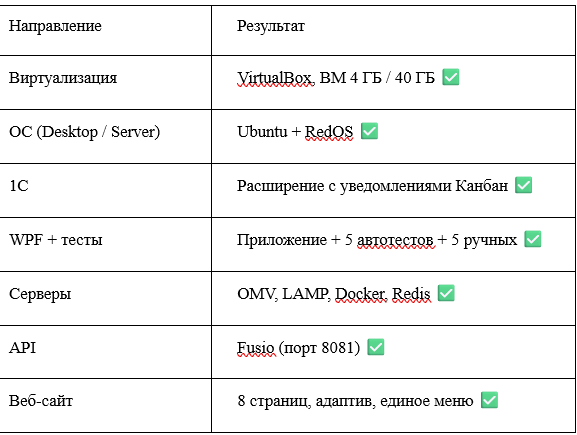 Направление Результат
Виртуализация VirtualBox, ВМ 4 ГБ / 40 ГБ ✅
ОС (Desktop / Server) Ubuntu + RedOS ✅
1С Расширение с уведомлениями Канбан ✅
WPF + тесты Приложение + 5 автотестов + 5 ручных ✅
Серверы OMV, LAMP, Docker, Redis ✅
API Fusio (порт 8081) ✅
Веб-сайт 8 страниц, адаптив, единое меню ✅